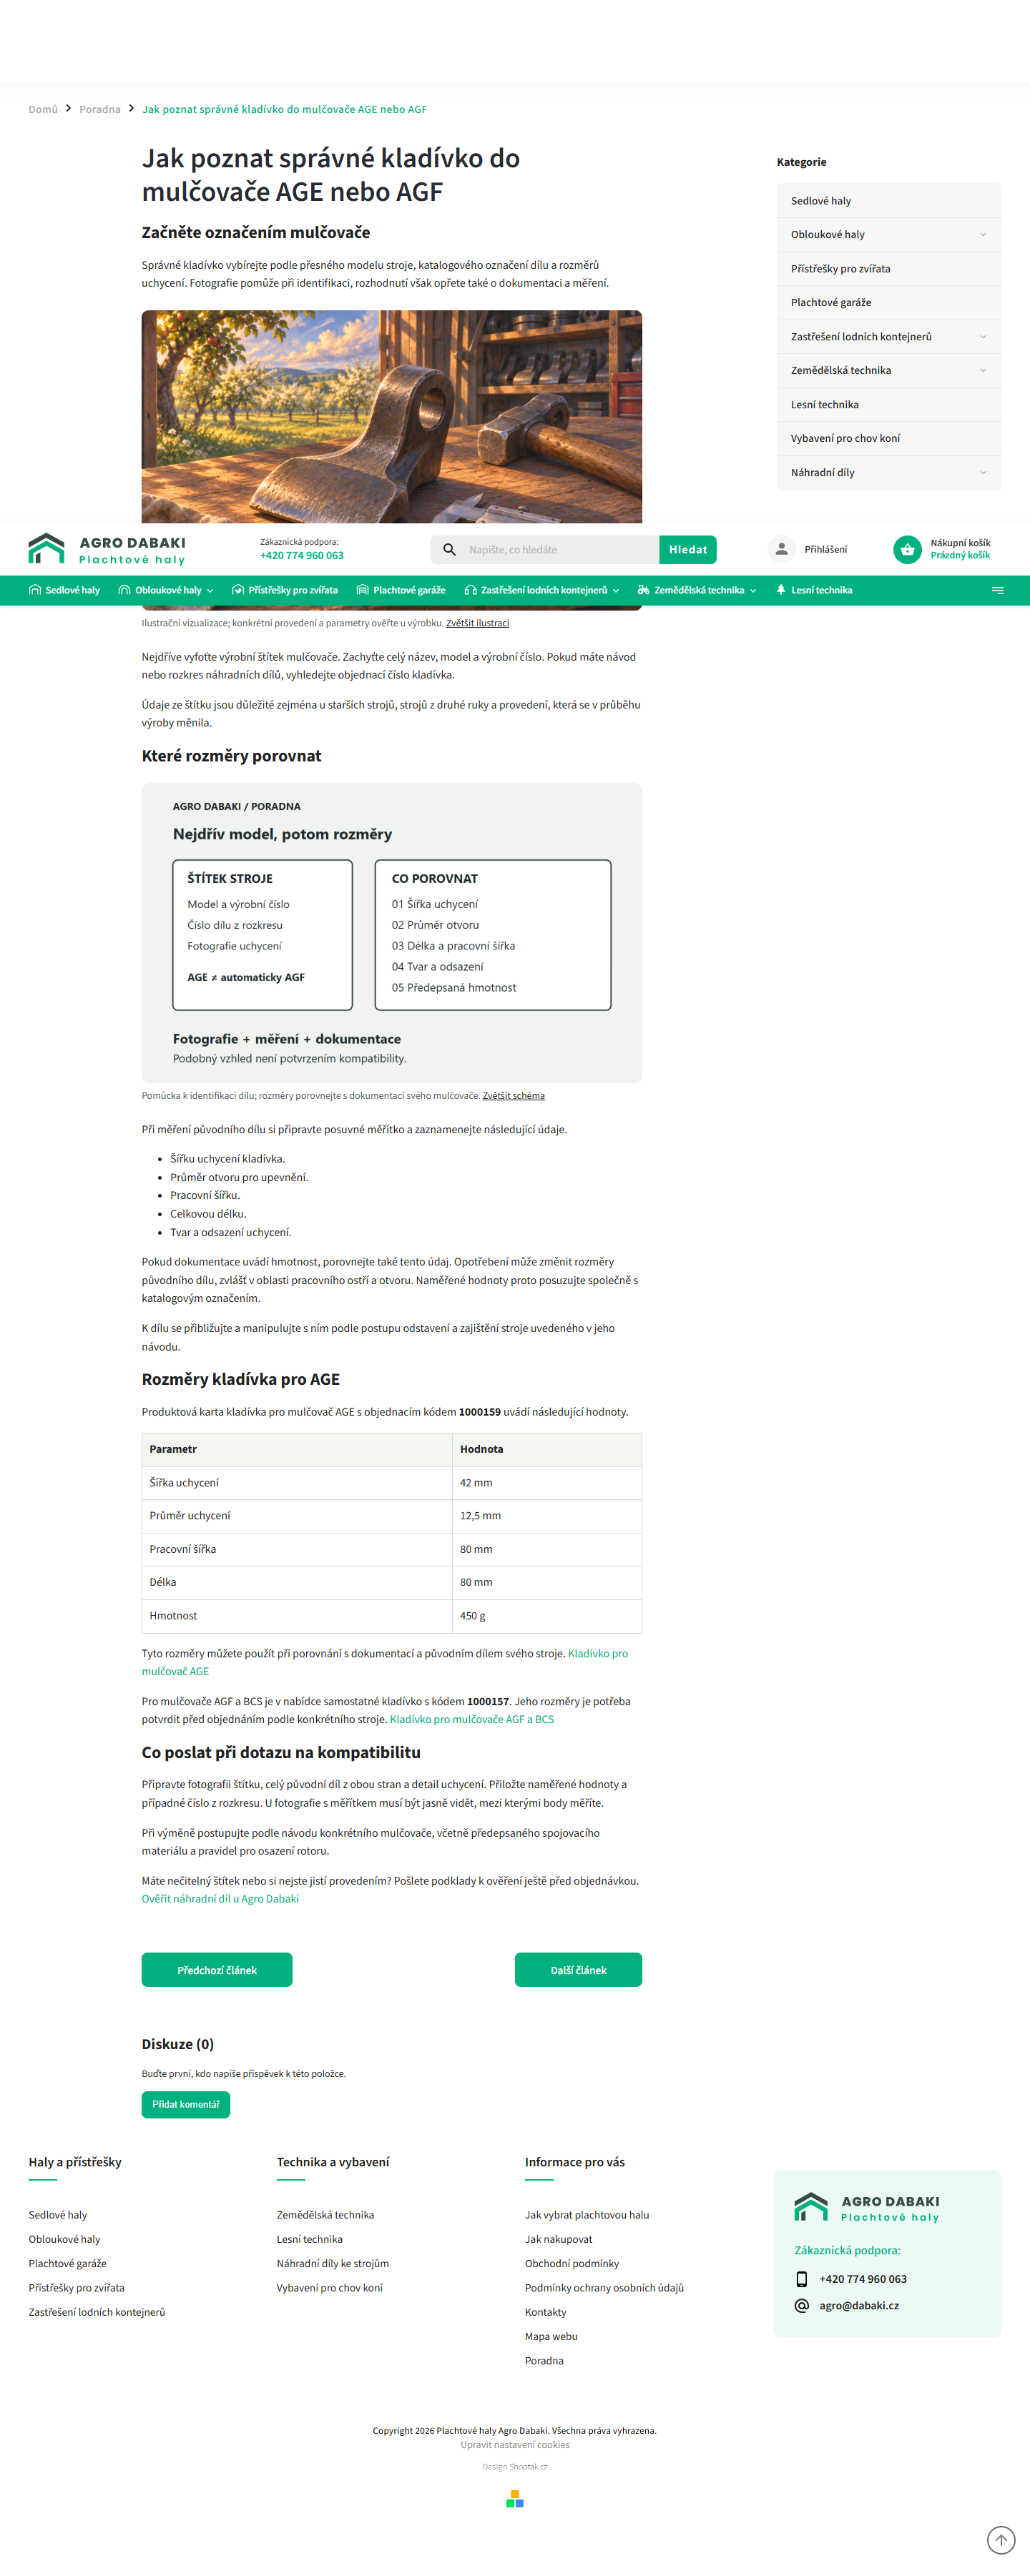 Domů
Poradna
Jak poznat správné kladívko do mulčovače AGE nebo AGF
Jak poznat správné kladívko do
mulčovače AGE nebo AGF
Začněte označením mulčovače
Správné kladívko vybírejte podle přesného modelu stroje, katalogového označení dílu a rozměrů
uchycení. Fotografie pomůže při identifikaci, rozhodnutí však opřete také o dokumentaci a měření.
Kategorie
Sedlové haly
Obloukové haly
Přístřešky pro zvířata
Plachtové garáže
Zastřešení lodních kontejnerů
Zemědělská technika
Lesní technika
Vybavení pro chov koní
Náhradní díly
AGRO DABAKI
Plachtové haly
Zákaznická podpora:
+420 774 960 063
Napište, co hledáte
Hledat
Přihlášení
Nákupní košík
Prázdný košík
Sedlové haly
Obloukové haly
Přístřešky pro zvířata
Plachtové garáže
Zastřešení lodních kontejnerů
Zemědělská technika
Lesní technika
Ilustrační vizualizace; konkrétní provedení a parametry ověřte u výrobku. Zvětšit ilustraci
Nejdříve vyfoťte výrobní štítek mulčovače. Zachyťte celý název, model a výrobní číslo. Pokud máte návod
nebo rozkres náhradních dílů, vyhledejte objednací číslo kladívka.
Údaje ze štítku jsou důležité zejména u starších strojů, strojů z druhé ruky a provedení, která se v průběhu
výroby měnila.
Které rozměry porovnat
AGRO DABAKI / PORADNA
Nejdřív model, potom rozměry
ŠTÍTEK STROJE
Model a výrobní číslo
Číslo dílu z rozkresu
Fotografie uchycení
AGE ≠ automaticky AGF
CO POROVNAT
01 Šířka uchycení
02 Průměr otvoru
03 Délka a pracovní šířka
04 Tvar a odsazení
05 Předepsaná hmotnost
Fotografie + měření + dokumentace
Podobný vzhled není potvrzením kompatibility.
Pomůcka k identifikaci dílu; rozměry porovnejte s dokumentací svého mulčovače. Zvětšit schéma
Při měření původního dílu si připravte posuvné měřítko a zaznamenejte následující údaje.
Šířku uchycení kladívka.
Průměr otvoru pro upevnění.
Pracovní šířku.
Celkovou délku.
Tvar a odsazení uchycení.
Pokud dokumentace uvádí hmotnost, porovnejte také tento údaj. Opotřebení může změnit rozměry
původního dílu, zvlášť v oblasti pracovního ostří a otvoru. Naměřené hodnoty proto posuzujte společně s
katalogovým označením.
K dílu se přibližujte a manipulujte s ním podle postupu odstavení a zajištění stroje uvedeného v jeho
návodu.
Rozměry kladívka pro AGE
Produktová karta kladívka pro mulčovač AGE s objednacím kódem 1000159 uvádí následující hodnoty.
Parametr Hodnota
Šířka uchycení 42 mm
Průměr uchycení 12,5 mm
Pracovní šířka 80 mm
Délka 80 mm
Hmotnost 450 g
Tyto rozměry můžete použít při porovnání s dokumentací a původním dílem svého stroje. Kladívko pro
mulčovač AGE
Pro mulčovače AGF a BCS je v nabídce samostatné kladívko s kódem 1000157. Jeho rozměry je potřeba
potvrdit před objednáním podle konkrétního stroje. Kladívko pro mulčovače AGF a BCS
Co poslat při dotazu na kompatibilitu
Připravte fotografii štítku, celý původní díl z obou stran a detail uchycení. Přiložte naměřené hodnoty a
případné číslo z rozkresu. U fotografie s měřítkem musí být jasně vidět, mezi kterými body měříte.
Při výměně postupujte podle návodu konkrétního mulčovače, včetně předepsaného spojovacího
materiálu a pravidel pro osazení rotoru.
Máte nečitelný štítek nebo si nejste jistí provedením? Pošlete podklady k ověření ještě před objednávkou.
Ověřit náhradní díl u Agro Dabaki
Předchozí článek
Další článek
Diskuze (0)
Buďte první, kdo napíše příspěvek k této položce.
Přidat komentář
Haly a přístřešky
Sedlové haly
Obloukové haly
Plachtové garáže
Přístřešky pro zvířata
Zastřešení lodních kontejnerů
Technika a vybavení
Zemědělská technika
Lesní technika
Náhradní díly ke strojům
Vybavení pro chov koní
Informace pro vás
Jak vybrat plachtovou halu
Jak nakupovat
Obchodní podmínky
Podmínky ochrany osobních údajů
Kontakty
Mapa webu
Poradna
AGRO DABAKI
Plachtové haly
Zákaznická podpora:
+420 774 960 063
agro@dabaki.cz
Copyright 2026 Plachtové haly Agro Dabaki. Všechna práva vyhrazena.
Upravit nastavení cookies
Design Shoptak.cz